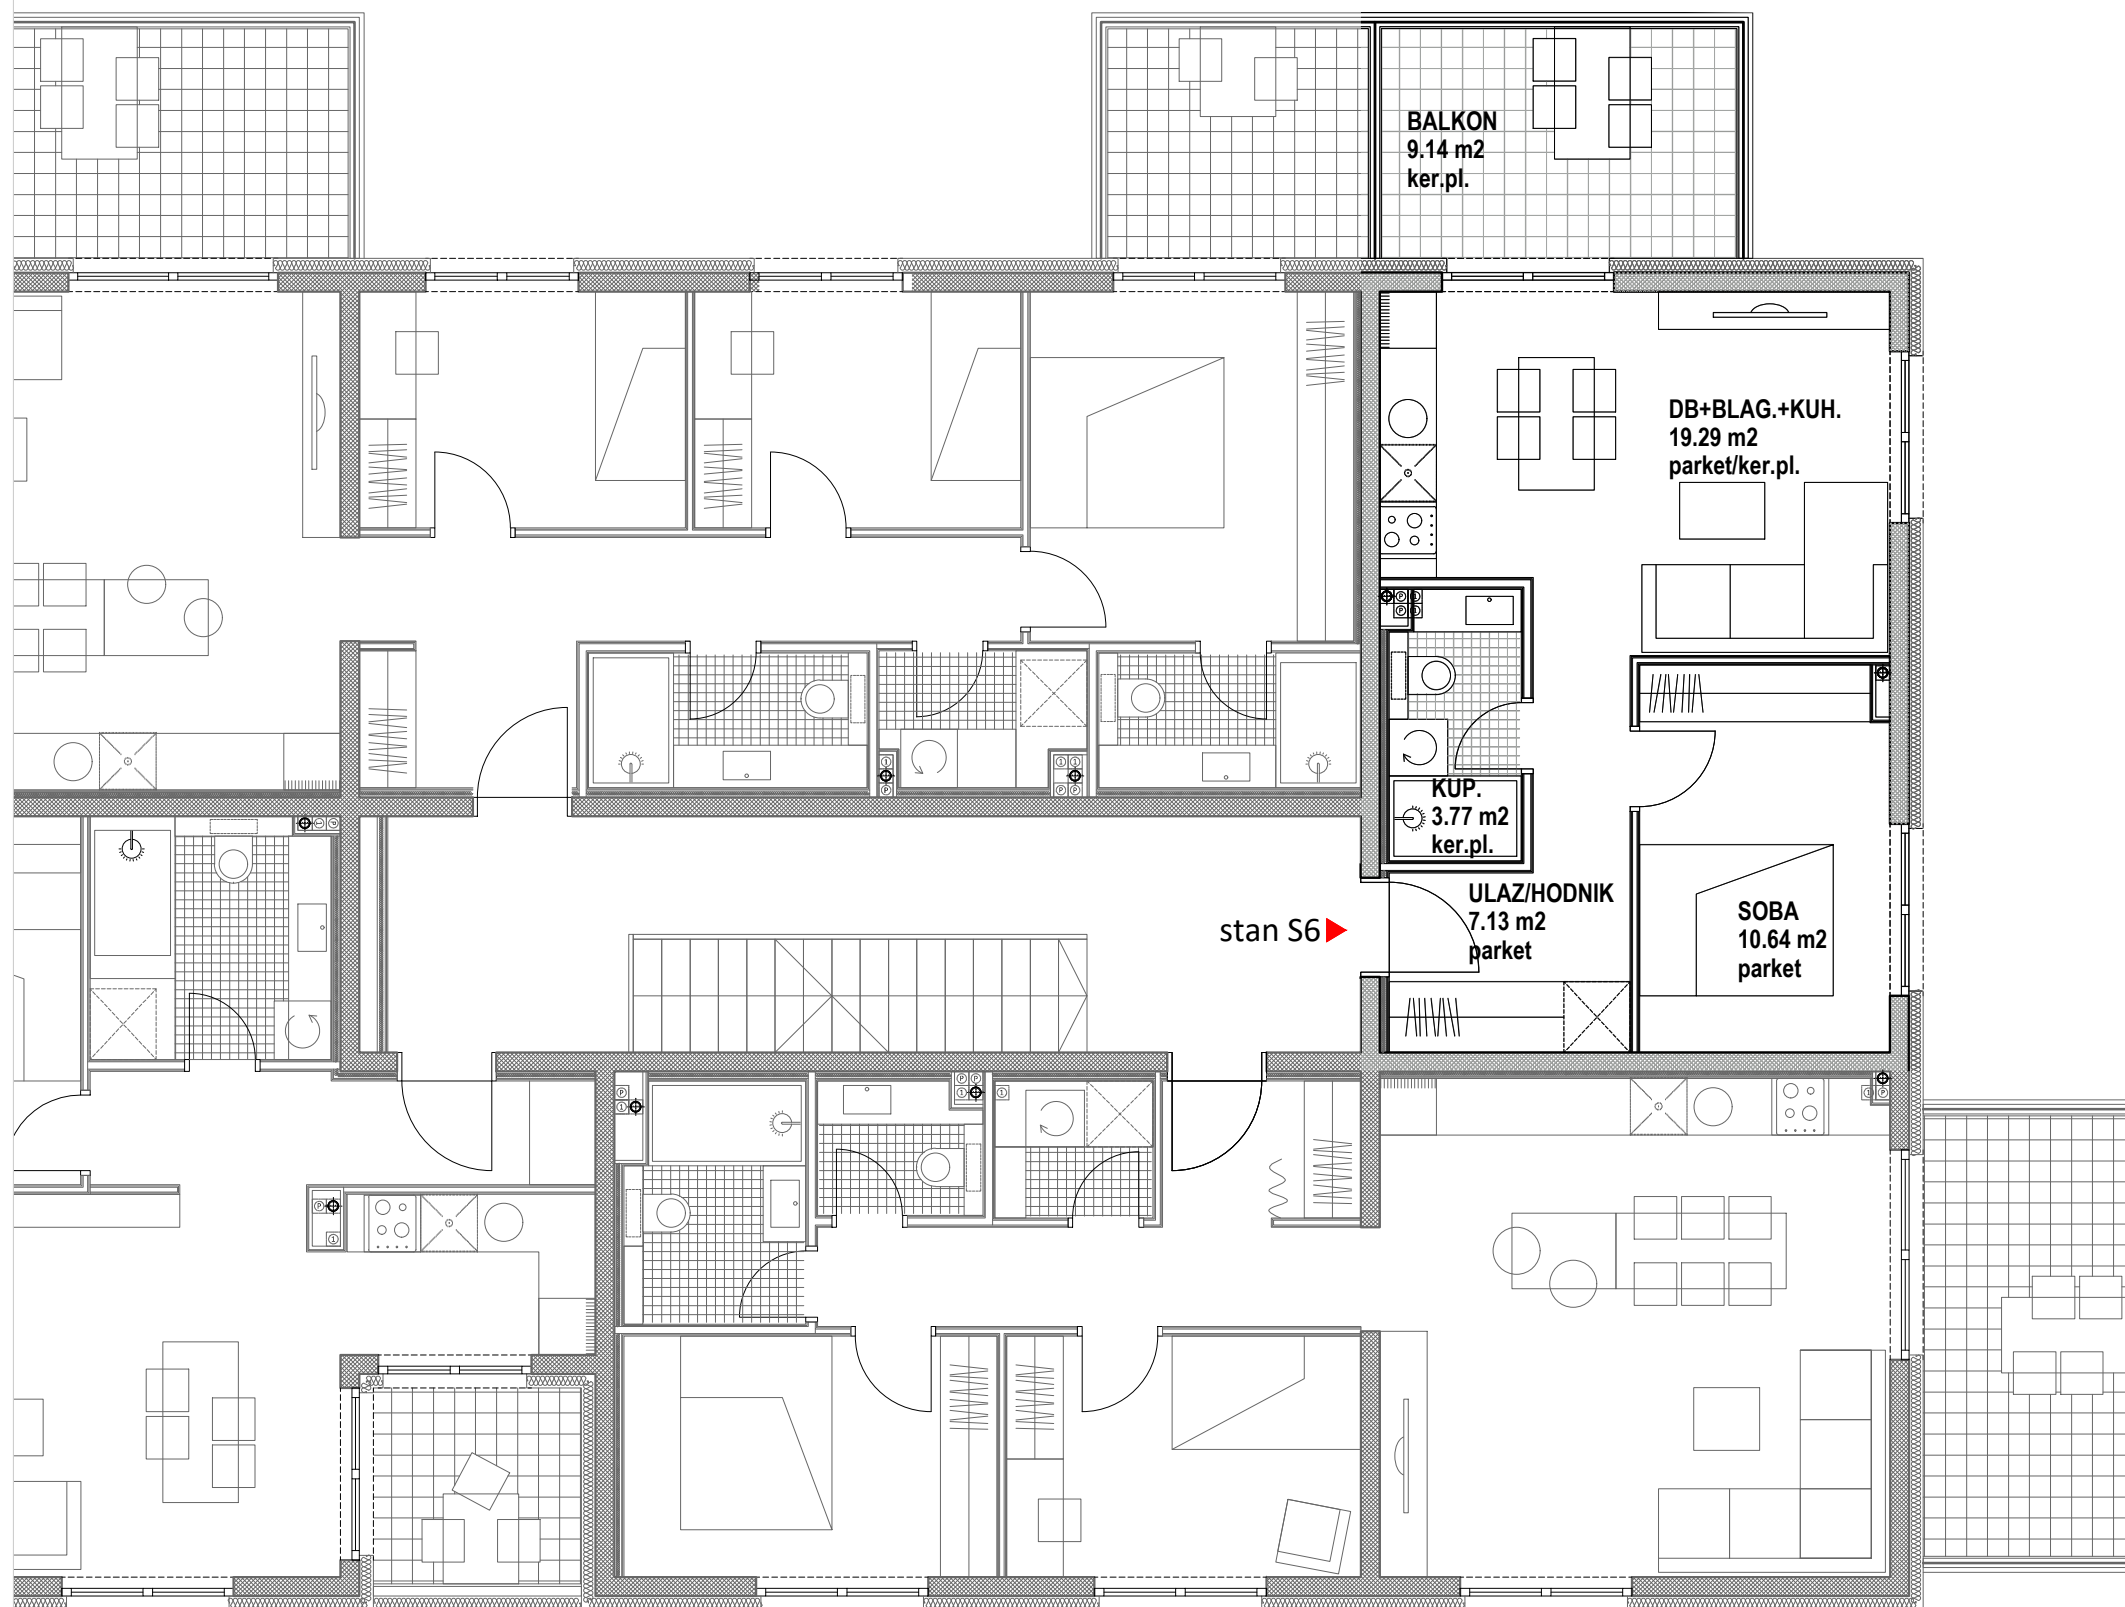 BALKON
9.14 m2
ker.pl.
DB+BLAG.+KUH.
19.29 m2
parket/ker.pl.
KUP.
3.77 m2
ker.pl.
ULAZ/HODNIK
7.13 m2
parket
stan S6
SOBA
10.64 m2
parket